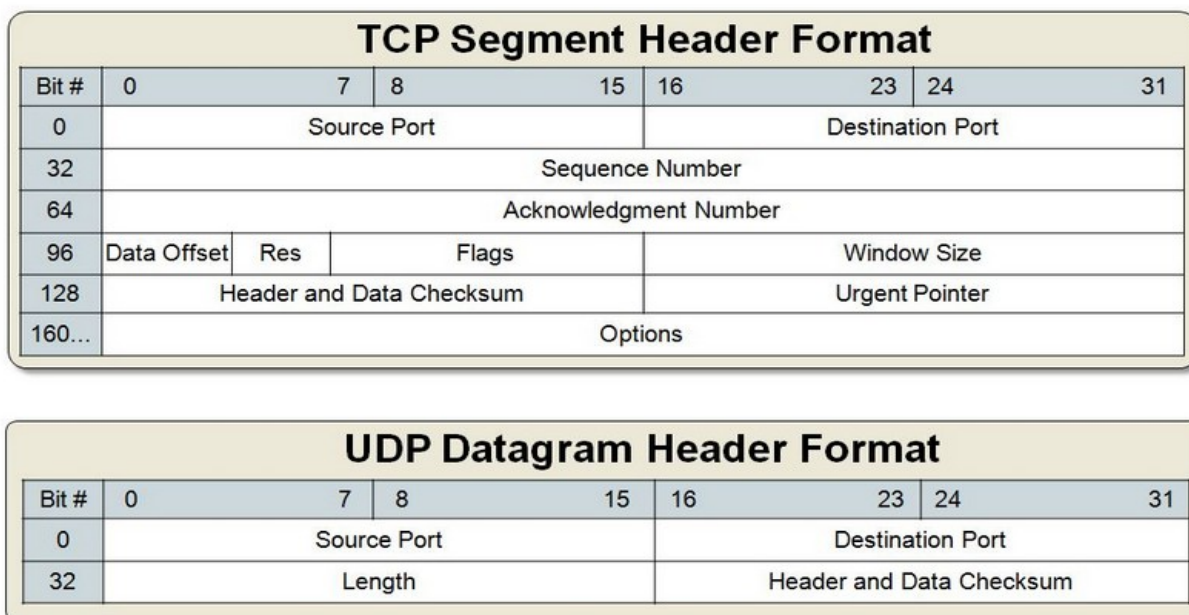 TCP Segment Header Format
Bit # 0 7 8 15 16 23 24 31
0 Source Port Destination Port
32 Sequence Number
64 Acknowledgment Number
96 Data Offset Res Flags Window Size
128 Header and Data Checksum Urgent Pointer
160... Options
UDP Datagram Header Format
Bit # 0 7 8 15 16 23 24 31
0 Source Port Destination Port
32 Length Header and Data Checksum